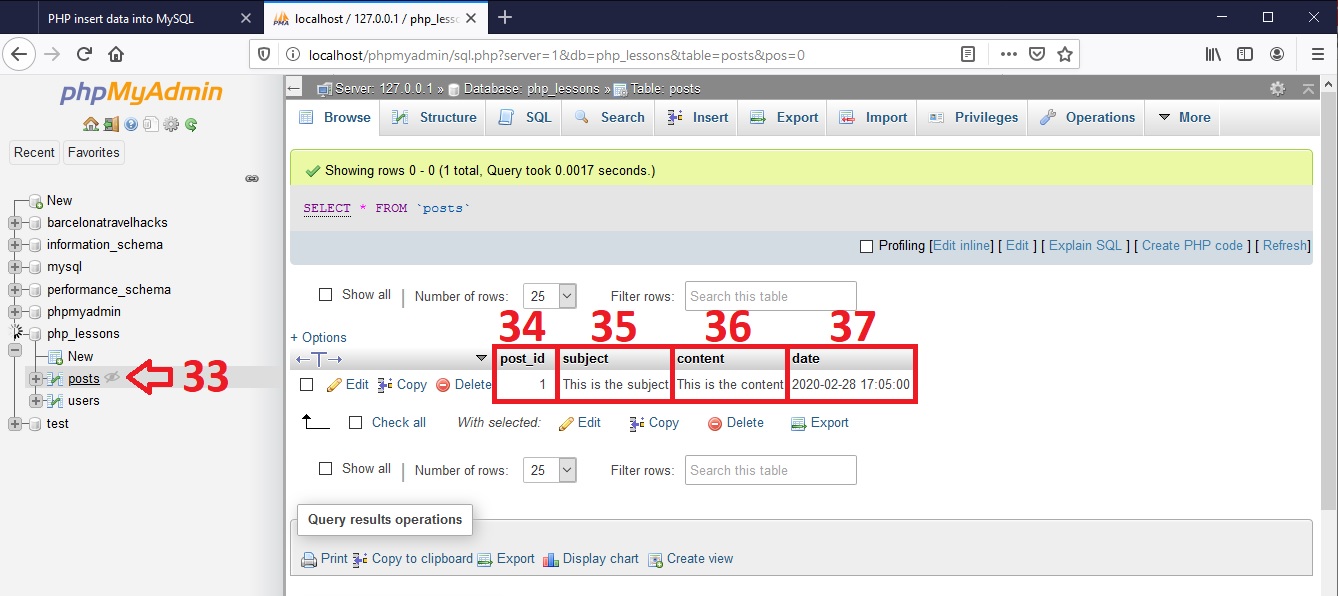 PHP insert data into MySQL
localhost / 127.0.0.1 / php_lesso
localhost/phpmyadmin/sql.php?server=1&db=php_lessons&table=posts&pos=0
phpMyAdmin
Recent Favorites
New
barcelonatravelhacks
information_schema
mysql
performance_schema
phpmyadmin
php_lessons
New
posts
33
users
test
Server: 127.0.0.1 » Database: php_lessons » Table: posts
Browse Structure SQL Search Insert Export Import Privileges Operations More
Showing rows 0 - 0 (1 total, Query took 0.0017 seconds.)
SELECT * FROM `posts`
Profiling [Edit inline] [ Edit ] [ Explain SQL ] [ Create PHP code ] [ Refresh]
Show all | Number of rows: 25 Filter rows: Search this table
34 35 36 37
+ Options
←T→ post_id subject content date
Edit Copy Delete 1 This is the subject This is the content 2020-02-28 17:05:00
Check all With selected: Edit Copy Delete Export
Show all | Number of rows: 25 Filter rows: Search this table
Query results operations
Print Copy to clipboard Export Display chart Create view